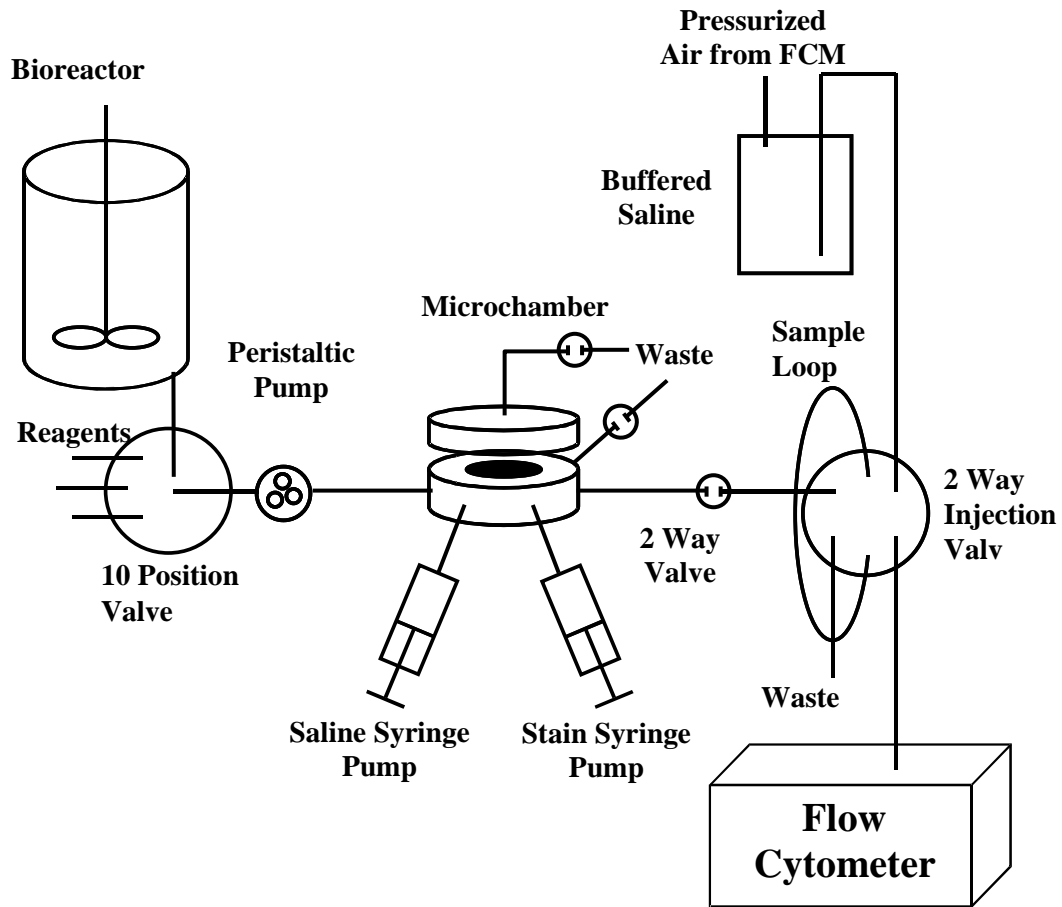 Pressurized
Air from FCM
Bioreactor
Buffered
Saline
Microchamber
Sample
Loop
Peristaltic
Pump
Waste
Reagents
2 Way
Injection
Valv
2 Way
Valve
10 Position
Valve
Waste
Saline Syringe
Pump
Stain Syringe
Pump
Flow
Cytometer